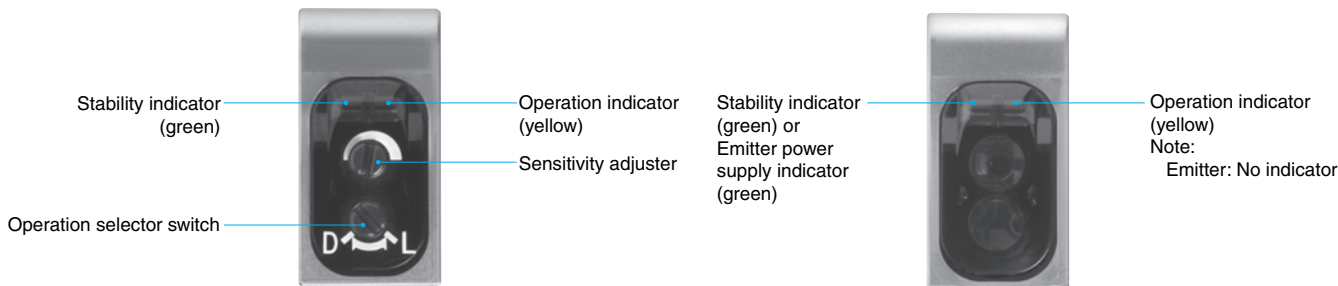 Stability indicator
(green)
Operation indicator
(yellow)
Sensitivity adjuster
Operation selector switch
D L
Stability indicator
(green) or
Emitter power
supply indicator
(green)
Operation indicator
(yellow)
Note:
Emitter: No indicator